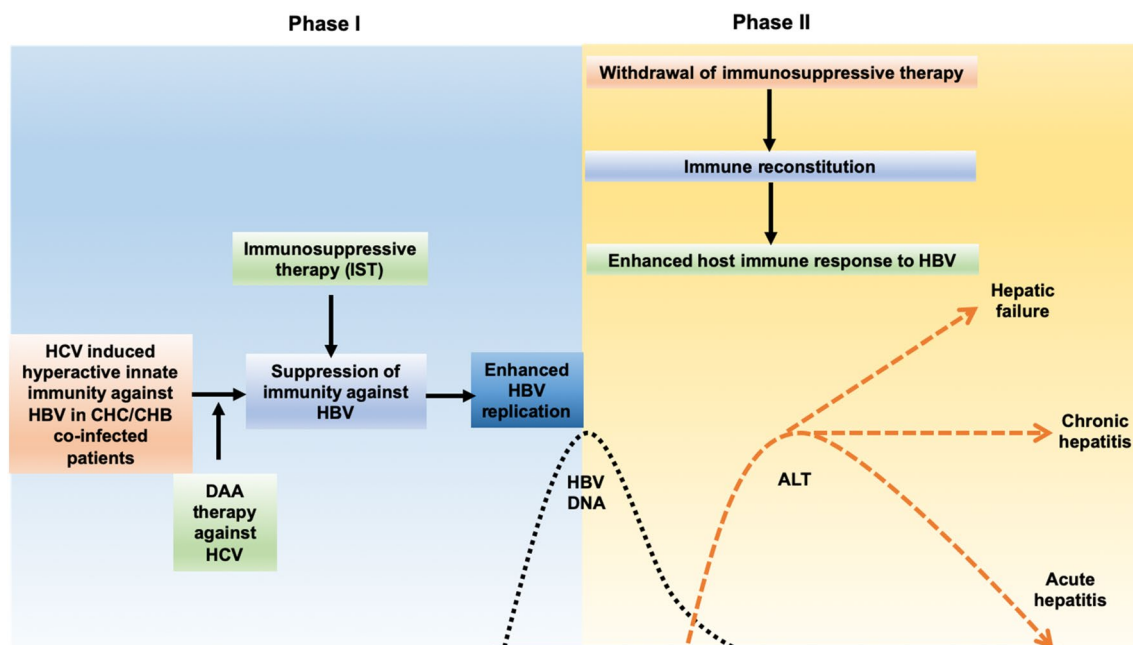 Phase I
Phase II
Withdrawal of immunosuppressive therapy
Immune reconstitution
Enhanced host immune response to HBV
Immunosuppressive
therapy (IST)
HCV induced
hyperactive innate
immunity against
HBV in CHC/CHB
co-infected
patients
Suppression of
immunity against
HBV
Enhanced
HBV
replication
DAA
therapy
against
HCV
HBV
DNA
ALT
Hepatic
failure
Chronic
hepatitis
Acute
hepatitis